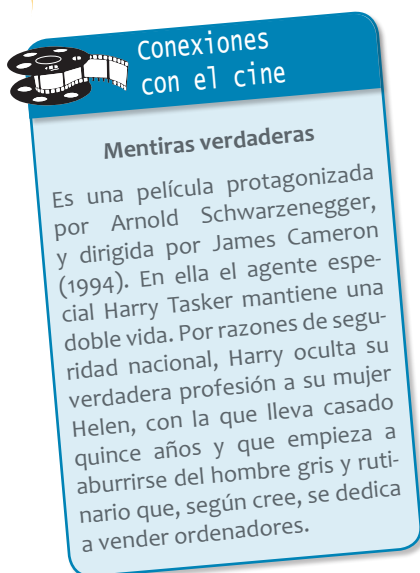 Conexiones
con el cine
Mentiras verdaderas
Es una película protagonizada
por Arnold Schwarzenegger,
y dirigida por James Cameron
(1994). En ella el agente espe-
cial Harry Tasker mantiene una
doble vida. Por razones de segu-
ridad nacional, Harry oculta su
verdadera profesión a su mujer
Helen, con la que lleva casado
quince años y que empieza a
aburrirse del hombre gris y ruti-
nario que, según cree, se dedica
a vender ordenadores.